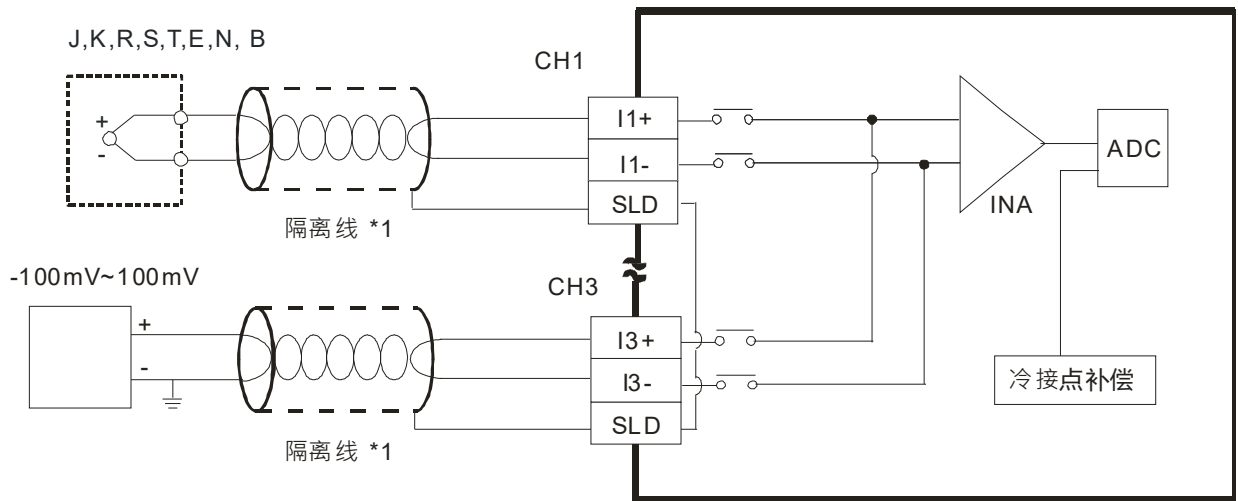 J,K,R,S,T,E,N, B
CH1
+
-
I1+
I1-
SLD
隔离线 *1
INA
ADC
-100mV~100mV
CH3
+
-
I3+
I3-
SLD
隔离线 *1
冷接点补偿